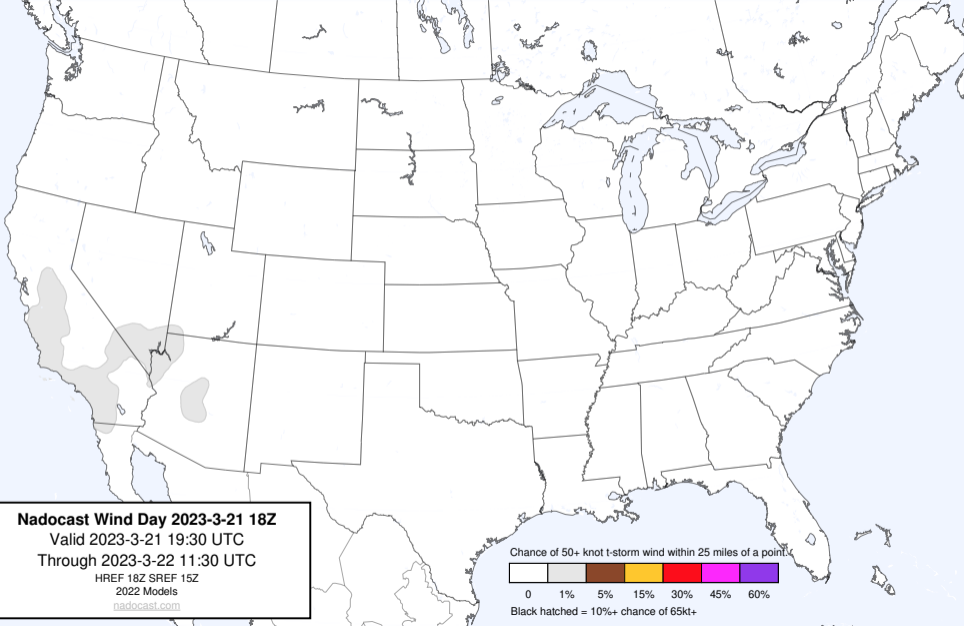 Nadocast Wind Day 2023-3-21 18Z
Valid 2023-3-21 19:30 UTC
Through 2023-3-22 11:30 UTC
HREF 18Z SREF 15Z
2022 Models
nadocast.com
Chance of 50+ knot t-storm wind within 25 miles of a point.
0 1% 5% 15% 30% 45% 60%
Black hatched = 10%+ chance of 65kt+